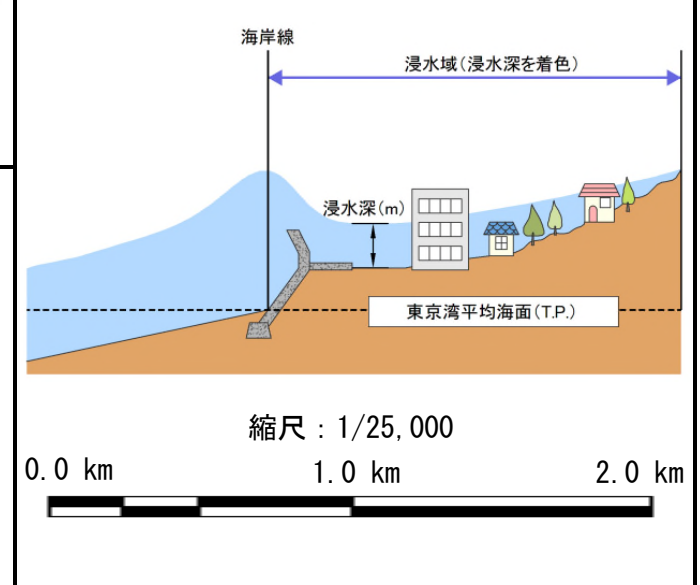 海岸線
浸水域(浸水深を着色)
浸水深(m)
東京湾平均海面(T.P.)
縮尺：1/25,000
0.0 km 1.0 km 2.0 km